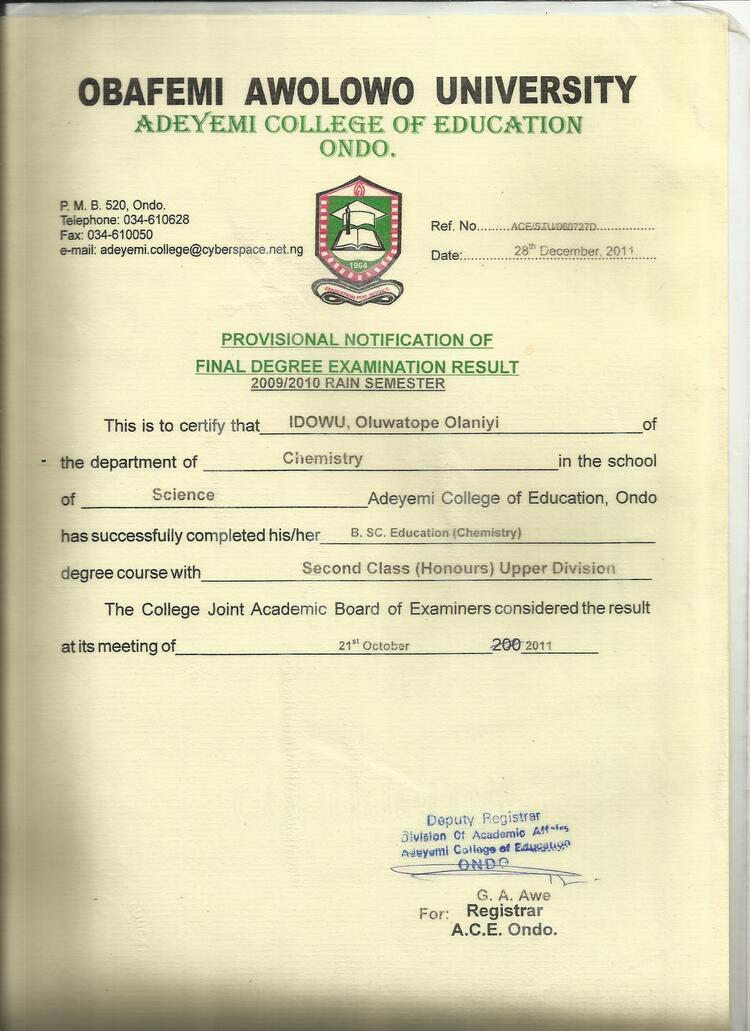 OBAFEMI AWOLOWO UNIVERSITY
ADEYEMI COLLEGE OF EDUCATION
ONDO.
P. M. B. 520, Ondo.
Telephone: 034-610628
Fax: 034-610050
e-mail: adeyemi.college@cyberspace.net.ng
1964
EDUCATION FOR SERVICE
Ref. No.....ACE/STU/060727D.....
Date:.....28th December, 2011.....
PROVISIONAL NOTIFICATION OF
FINAL DEGREE EXAMINATION RESULT
2009/2010 RAIN SEMESTER
This is to certify that IDOWU, Oluwatope Olaniyi of
- the department of Chemistry in the school
of Science Adeyemi College of Education, Ondo
has successfully completed his/her B. SC. Education (Chemistry)
degree course with Second Class (Honours) Upper Division
The College Joint Academic Board of Examiners considered the result
at its meeting of 21st October 200 2011
Deputy Registrar
Division Of Academic Affairs
Adeyemi College of Education
ONDO
G. A. Awe
For: Registrar
A.C.E. Ondo.